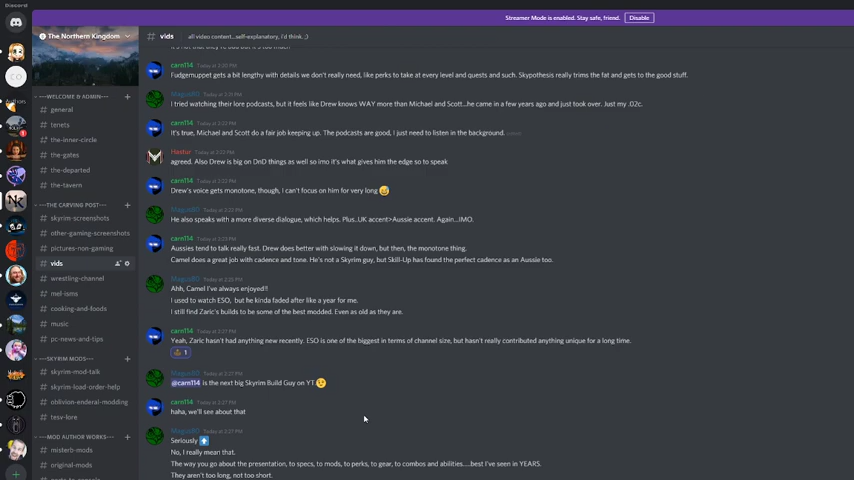 Discord
Streamer Mode is enabled. Stay safe, friend. Disable
The Northern Kingdom
# vids all video content...self-explanatory, i'd think. ;)
WELCOME & ADMIN
# general
# tenets
# the-inner-circle
# the-gates
# the-departed
# the-tavern
THE CARVING POST
# skyrim-screenshots
# other-gaming-screenshots
# pictures-non-gaming
# vids
# wrestling-channel
# mel-isms
# cooking-and-foods
# music
# pc-news-and-tips
SKYRIM MODS
# skyrim-mod-talk
# skyrim-load-order-help
# oblivion-enderal-modding
# tesv-lore
MOD AUTHOR WORKS
# misterb-mods
# original-mods
carn114 Today at 3:20 PM
Fudgemuppet gets a bit lengthy with details we don't really need, like perks to take at every level and quests and such. Skypothesis really trims the fat and gets to the good stuff.
Magus80 Today at 3:21 PM
I tried watching their lore podcasts, but it feels like Drew knows WAY more than Michael and Scott...he came in a few years ago and just took over. Just my .02c.
carn114 Today at 3:22 PM
It's true, Michael and Scott do a fair job keeping up. The podcasts are good, I just need to listen in the background. (edited)
Hastur Today at 3:22 PM
agreed. Also Drew is big on DnD things as well so imo it's what gives him the edge so to speak
carn114 Today at 3:22 PM
Drew's voice gets monotone, though, I can't focus on him for very long 😅
Magus80 Today at 3:23 PM
He also speaks with a more diverse dialogue, which helps. Plus...UK accent>Aussie accent. Again...IMO.
carn114 Today at 3:23 PM
Aussies tend to talk really fast. Drew does better with slowing it down, but then, the monotone thing.
Camel does a great job with cadence and tone. He's not a Skyrim guy, but Skill-Up has found the perfect cadence as an Aussie too.
Magus80 Today at 3:25 PM
Ahh, Camel I've always enjoyed!!
I used to watch ESO, but he kinda faded after like a year for me.
I still find Zaric's builds to be some of the best modded. Even as old as they are.
carn114 Today at 3:27 PM
Yeah, Zaric hasn't had anything new recently. ESO is one of the biggest in terms of channel size, but hasn't really contributed anything unique for a long time.
1
Magus80 Today at 3:27 PM
@carn114 is the next big Skyrim Build Guy on YT 😉
carn114 Today at 3:27 PM
haha, we'll see about that
Magus80 Today at 3:27 PM
Seriously ⬆️
No, I really mean that.
The way you go about the presentation, to specs, to mods, to perks, to gear, to combos and abilities.....best I've seen in YEARS.
They aren't too long, not too short.